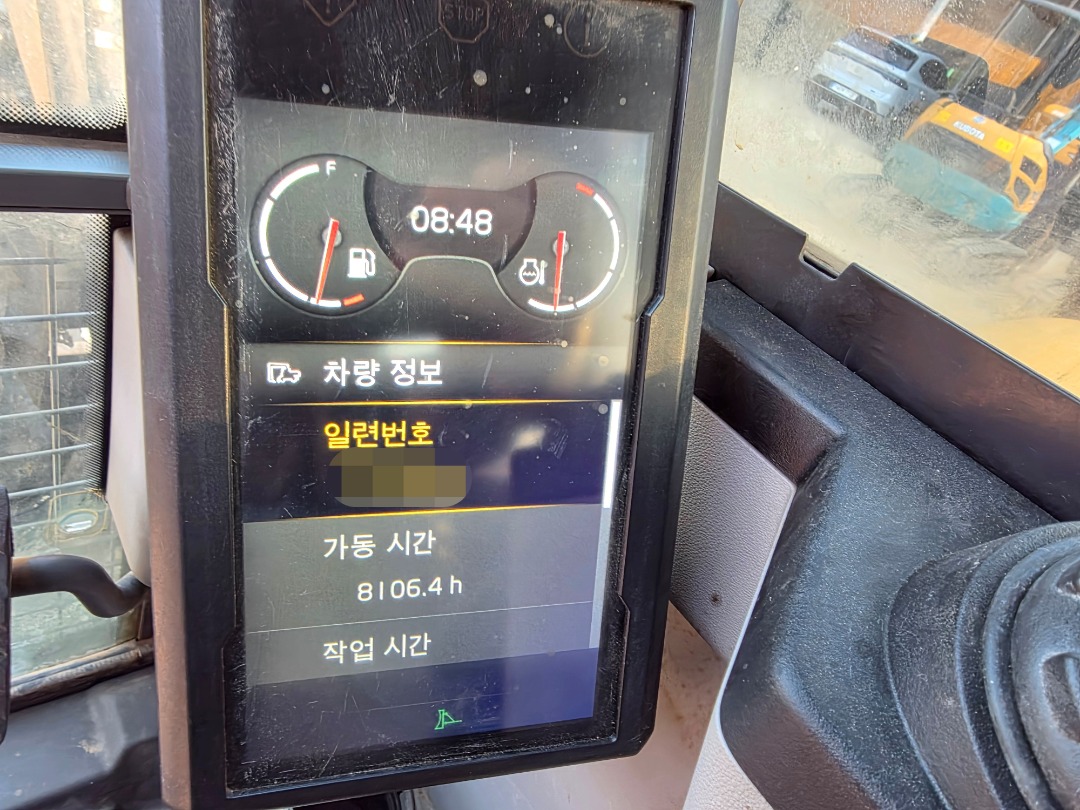 STOP
F
08:48
차량 정보
일련번호
가동 시간
8106.4 h
작업 시간
KUBOTA